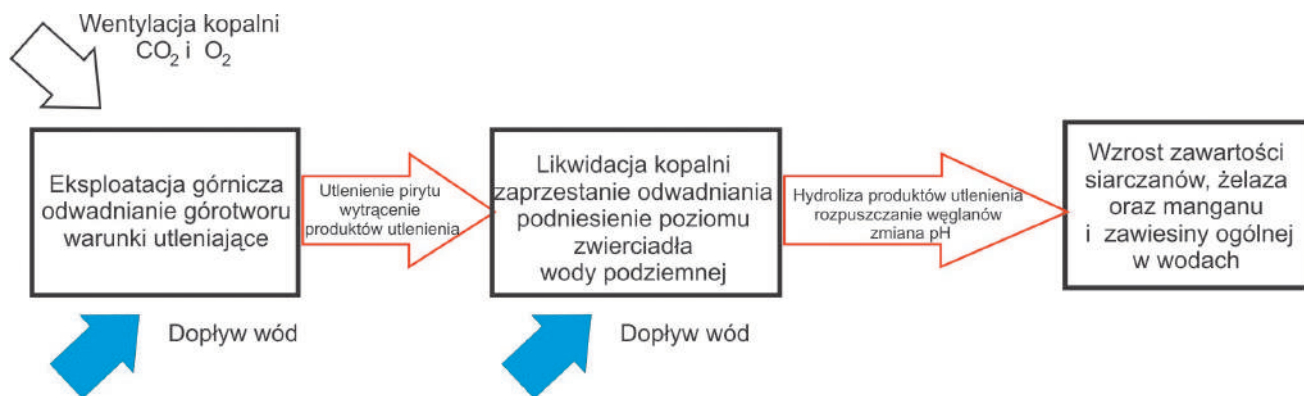 Wentylacja kopalni
CO₂ i O₂
Eksploatacja górnicza
odwadnianie górotworu
warunki utleniające
Utlenienie pirytu
wytrącenie
produktów utlenienia
Likwidacja kopalni
zaprzestanie odwadniania
podniesienie poziomu
zwierciadła
wody podziemnej
Hydroliza produktów utlenienia
rozpuszczanie węglanów
zmiana pH
Wzrost zawartości
siarczanów, żelaza
oraz manganu
i zawiesiny ogólnej
w wodach
Dopływ wód
Dopływ wód